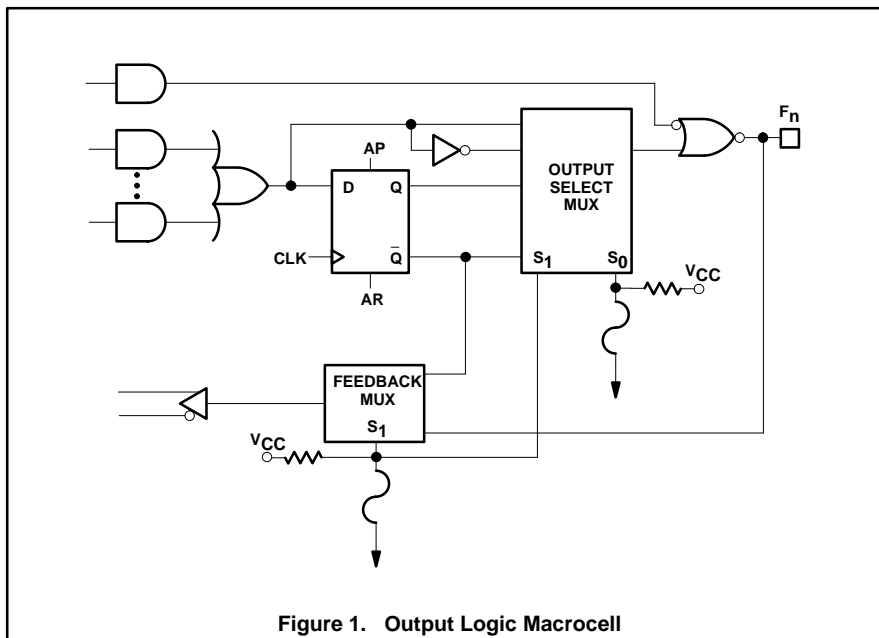 Fn
AP
D
Q
OUTPUT
SELECT
MUX
CLK
Q̅
S1
S0
AR
VCC
FEEDBACK
MUX
S1
VCC
Figure 1. Output Logic Macrocell